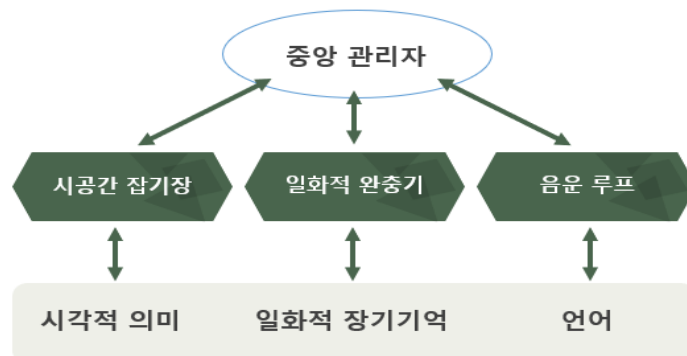 중앙 관리자
시공간 잡기장
일화적 완충기
음운 루프
시각적 의미
일화적 장기기억
언어